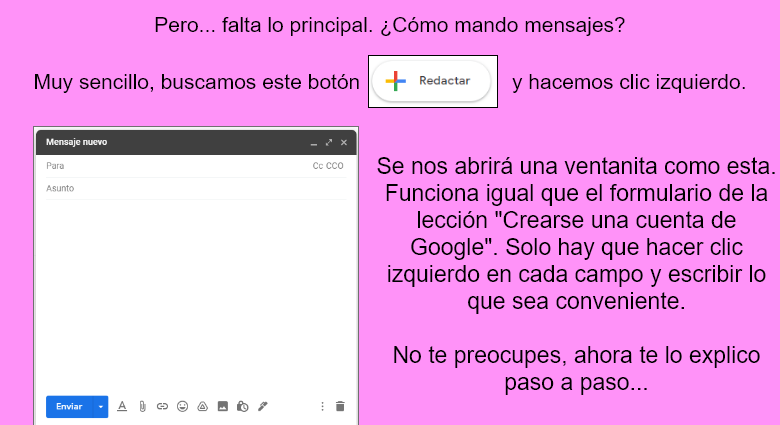 Pero... falta lo principal. ¿Cómo mando mensajes?
Muy sencillo, buscamos este botón Redactar y hacemos clic izquierdo.
Mensaje nuevo
Para Cc CCO
Asunto
Enviar
Se nos abrirá una ventanita como esta.
Funciona igual que el formulario de la
lección "Crearse una cuenta de
Google". Solo hay que hacer clic
izquierdo en cada campo y escribir lo
que sea conveniente.
No te preocupes, ahora te lo explico
paso a paso...